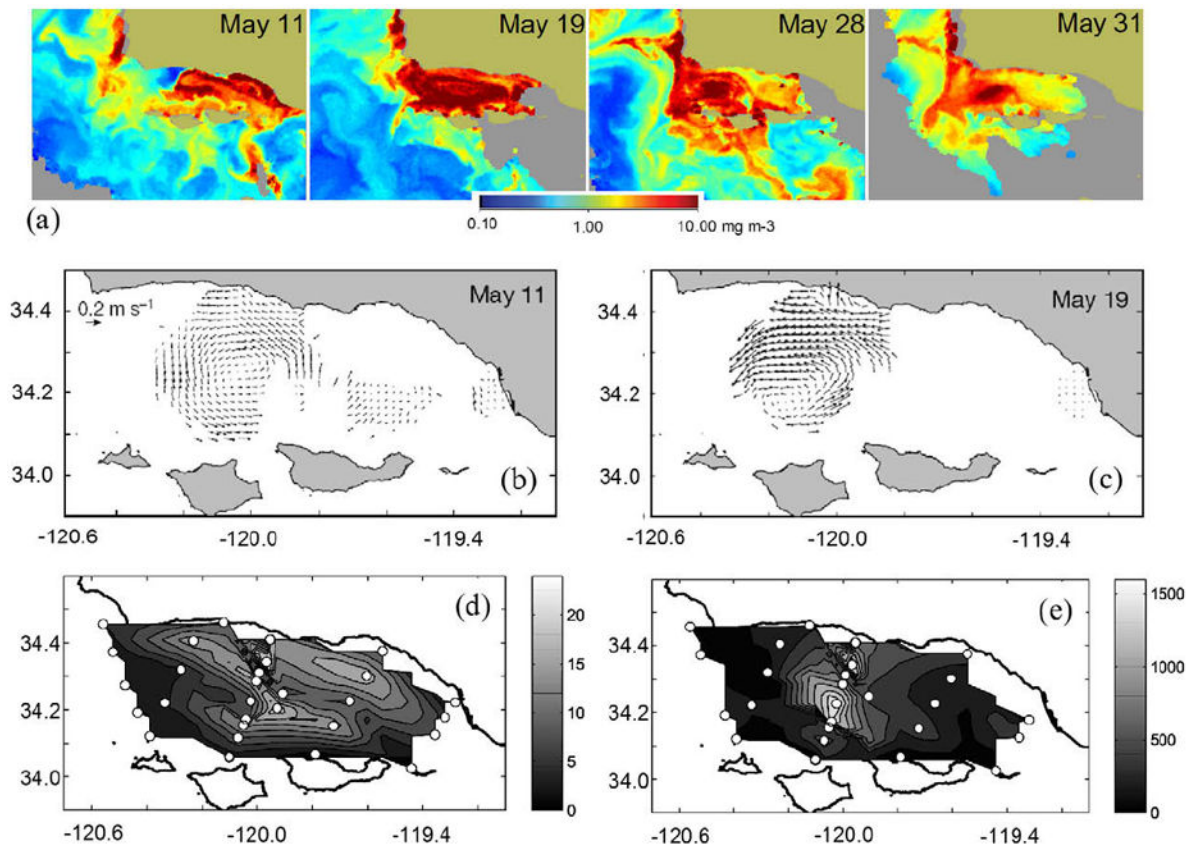 May 11 May 19 May 28 May 31
(a)
0.10 1.00 10.00 mg m-3
34.4 0.2 m s⁻¹ May 11 34.4 May 19
34.2 34.2
34.0 (b) 34.0 (c)
-120.6 -120.0 -119.4 -120.6 -120.0 -119.4
(d) 20 (e) 1500
34.4 15 34.4 1000
34.2 10 34.2 500
34.0 5 34.0
0 0
-120.6 -120.0 -119.4 -120.6 -120.0 -119.4